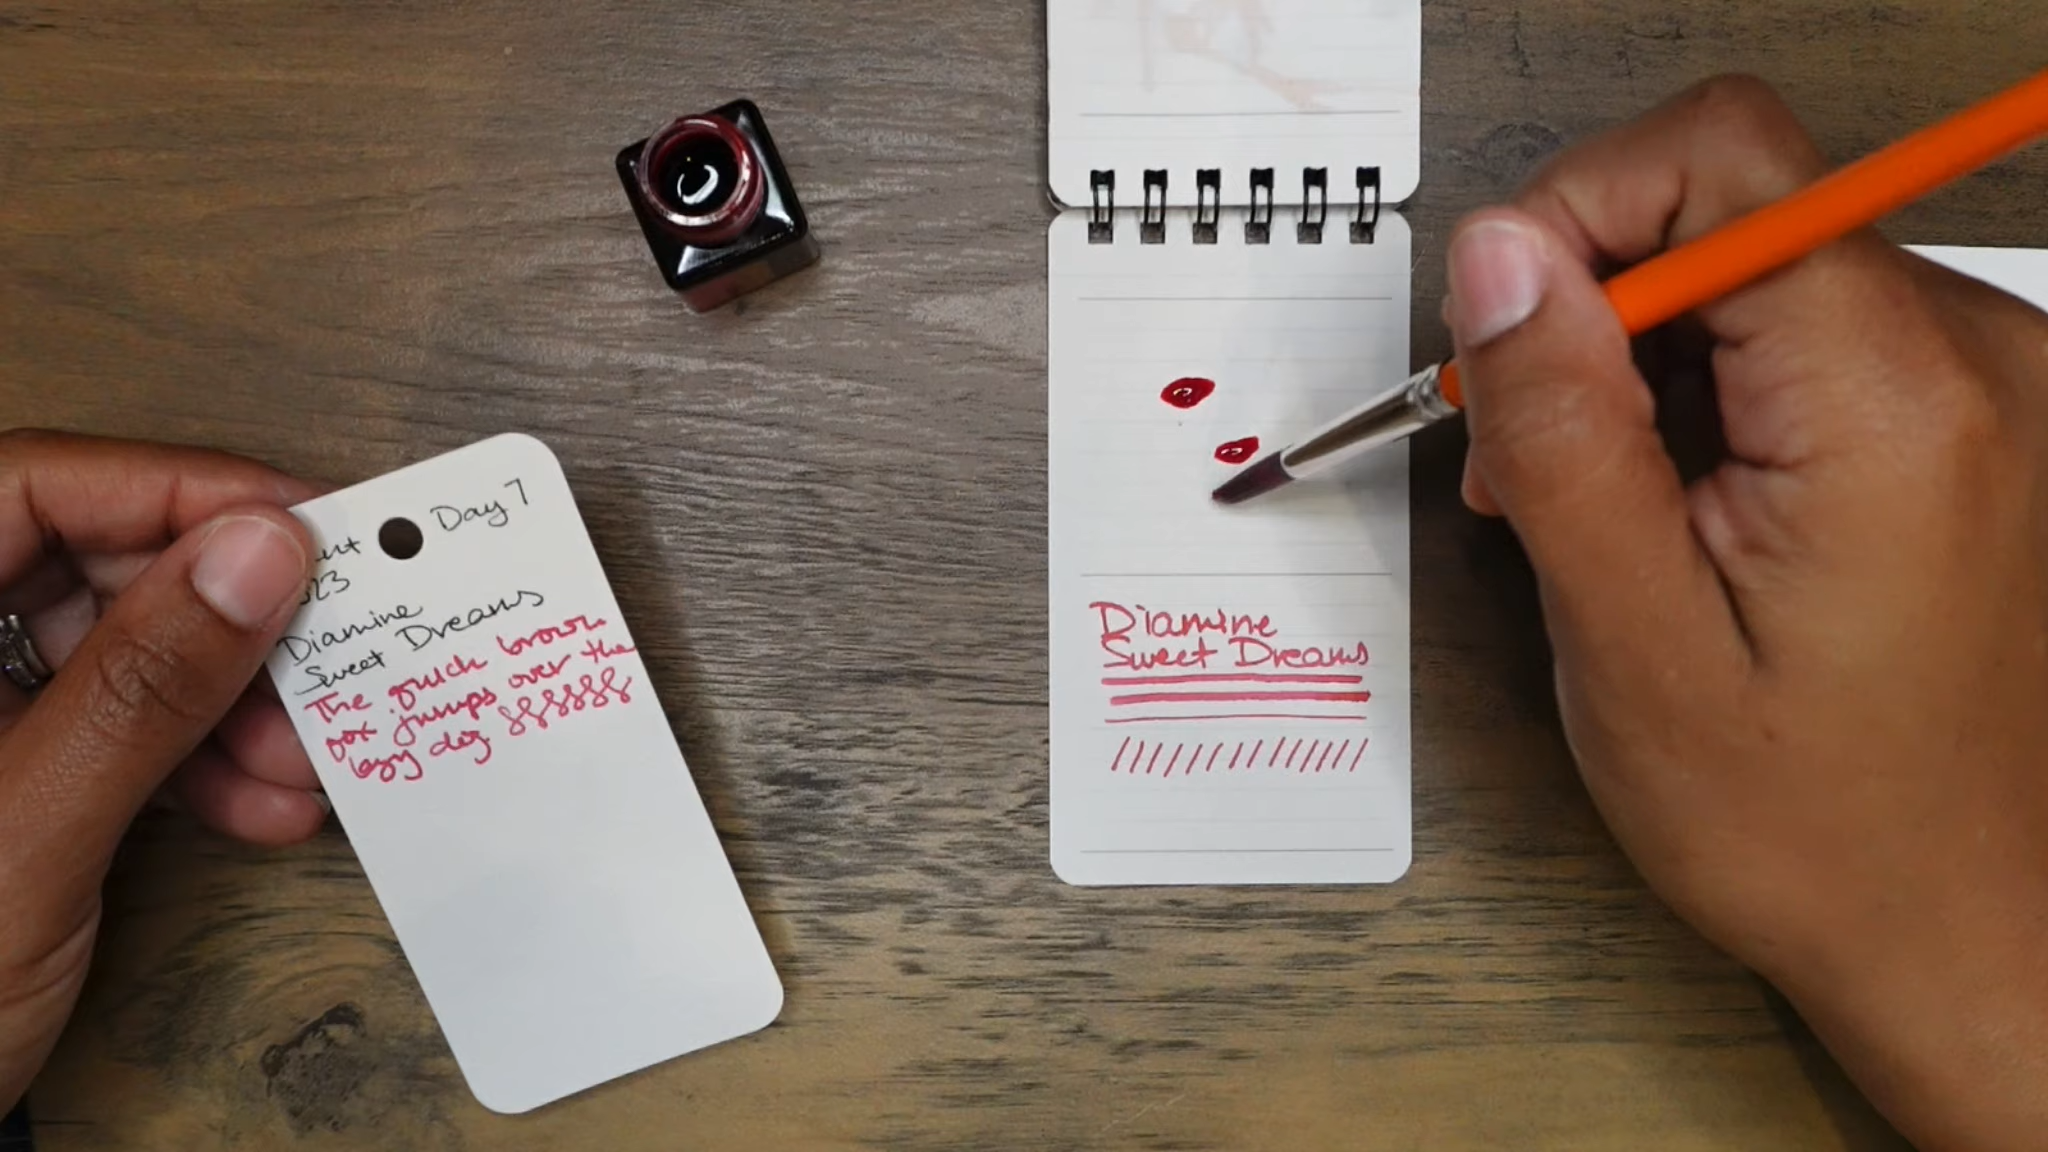 Day 7
Diamine
Sweet Dreams
The quick brown
fox jumps over the
lazy dog
Diamine
Sweet Dreams